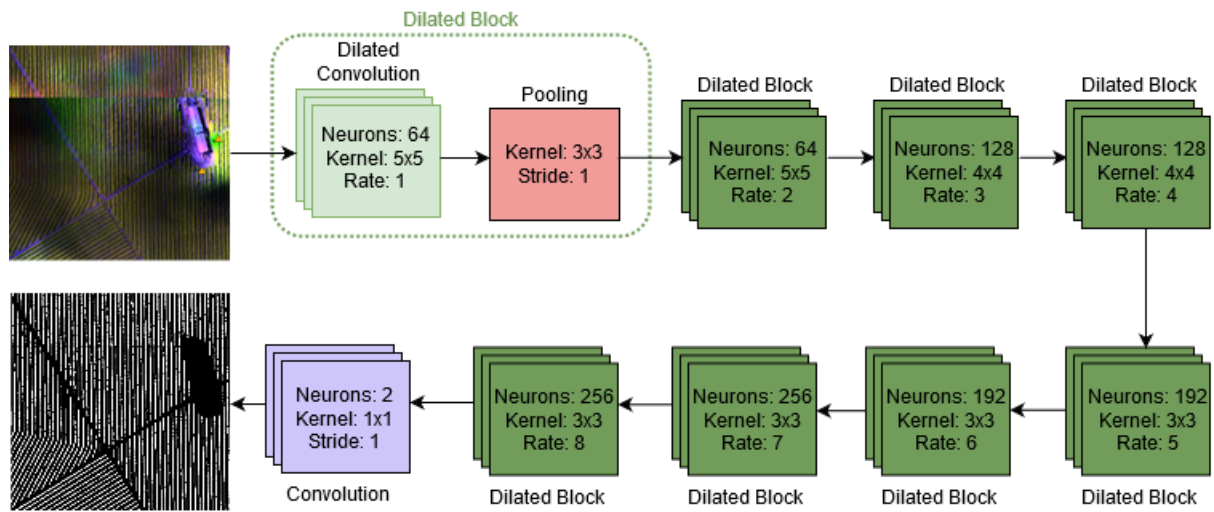 Dilated Block
Dilated
Convolution
Neurons: 64
Kernel: 5x5
Rate: 1
Pooling
Kernel: 3x3
Stride: 1
Dilated Block
Neurons: 64
Kernel: 5x5
Rate: 2
Dilated Block
Neurons: 128
Kernel: 4x4
Rate: 3
Dilated Block
Neurons: 128
Kernel: 4x4
Rate: 4
Neurons: 2
Kernel: 1x1
Stride: 1
Convolution
Neurons: 256
Kernel: 3x3
Rate: 8
Dilated Block
Neurons: 256
Kernel: 3x3
Rate: 7
Dilated Block
Neurons: 192
Kernel: 3x3
Rate: 6
Dilated Block
Neurons: 192
Kernel: 3x3
Rate: 5
Dilated Block